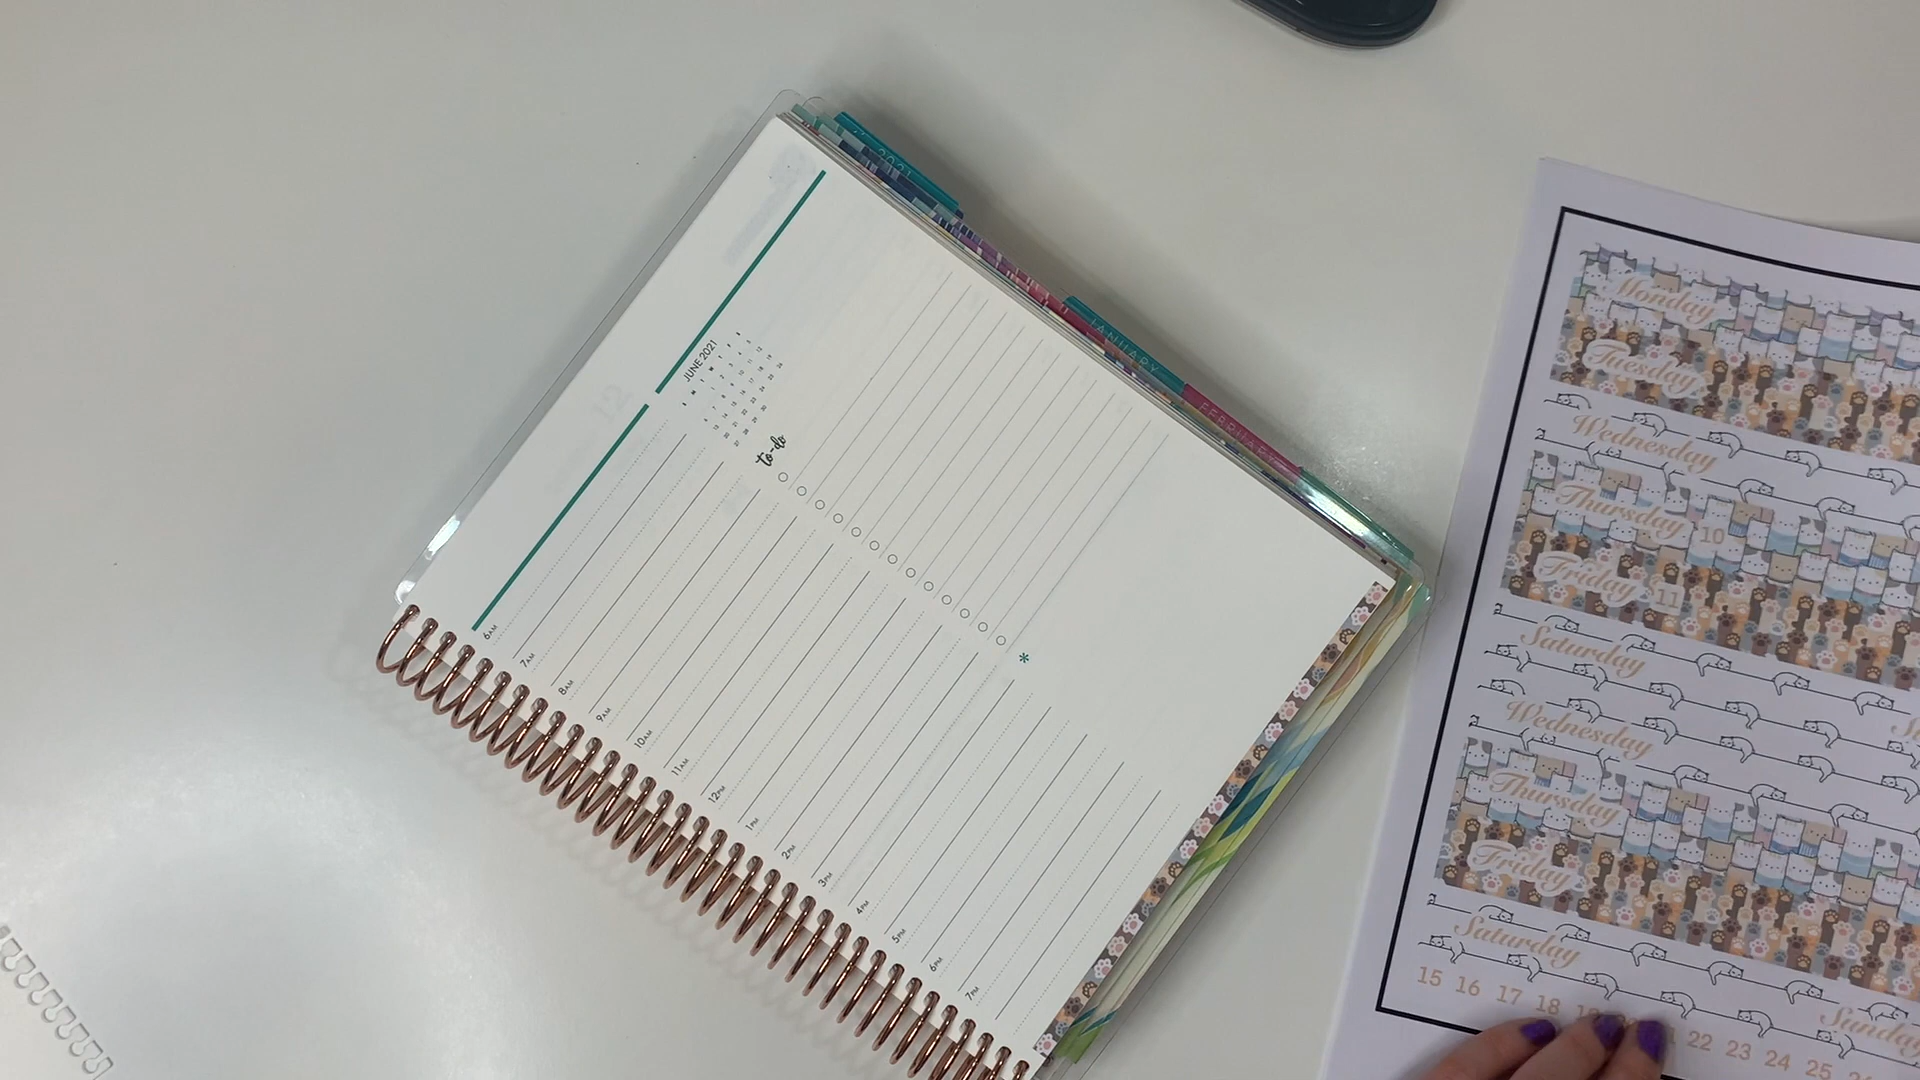 2021
JANUARY
FEBRUARY
12
JUNE 2021
to-do
6AM
7AM
8AM
9AM
10AM
11AM
12PM
1PM
2PM
3PM
4PM
5PM
6PM
7PM
*
Monday
Tuesday
Wednesday
Thursday 10
Friday 11
Saturday
Wednesday
Thursday
Friday
Saturday
Sunday
15 16 17 18 22 23 24 25